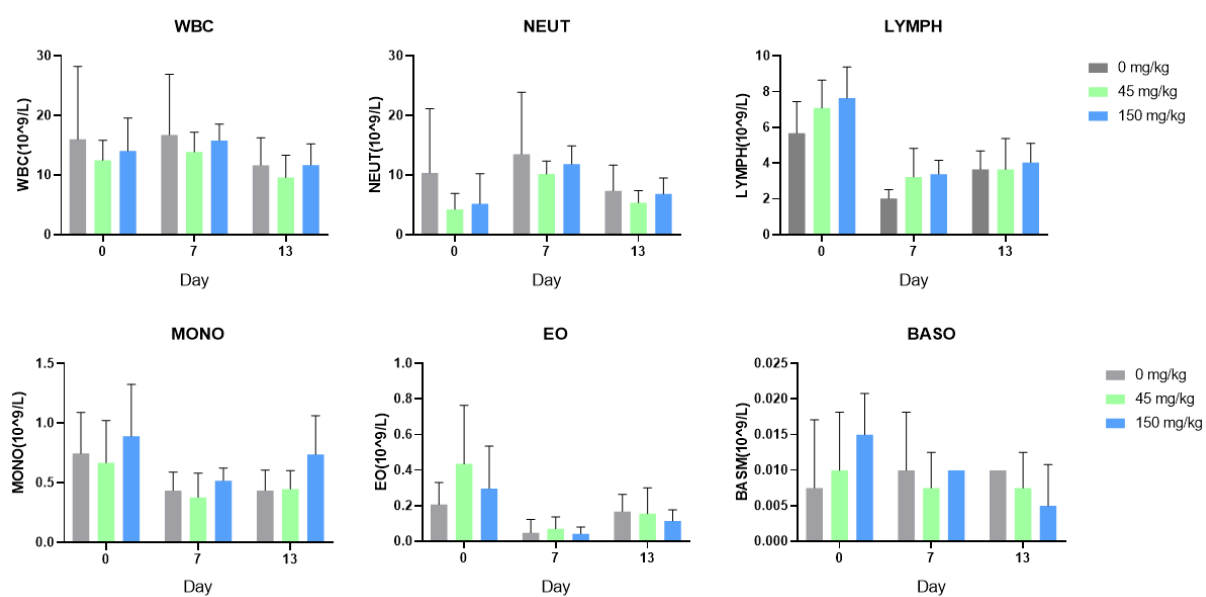 WBC
WBC(10^9/L)
30
20
10
0
0 7 13
Day
NEUT
NEUT(10^9/L)
30
20
10
0
0 7 13
Day
LYMPH
LYMPH(10^9/L)
10
8
6
4
2
0
0 7 13
Day
0 mg/kg
45 mg/kg
150 mg/kg
MONO
MONO(10^9/L)
1.5
1.0
0.5
0.0
0 7 13
Day
EO
EO(10^9/L)
1.0
0.8
0.6
0.4
0.2
0.0
0 7 13
Day
BASO
BASM(10^9/L)
0.025
0.020
0.015
0.010
0.005
0.000
0 7 13
Day
0 mg/kg
45 mg/kg
150 mg/kg